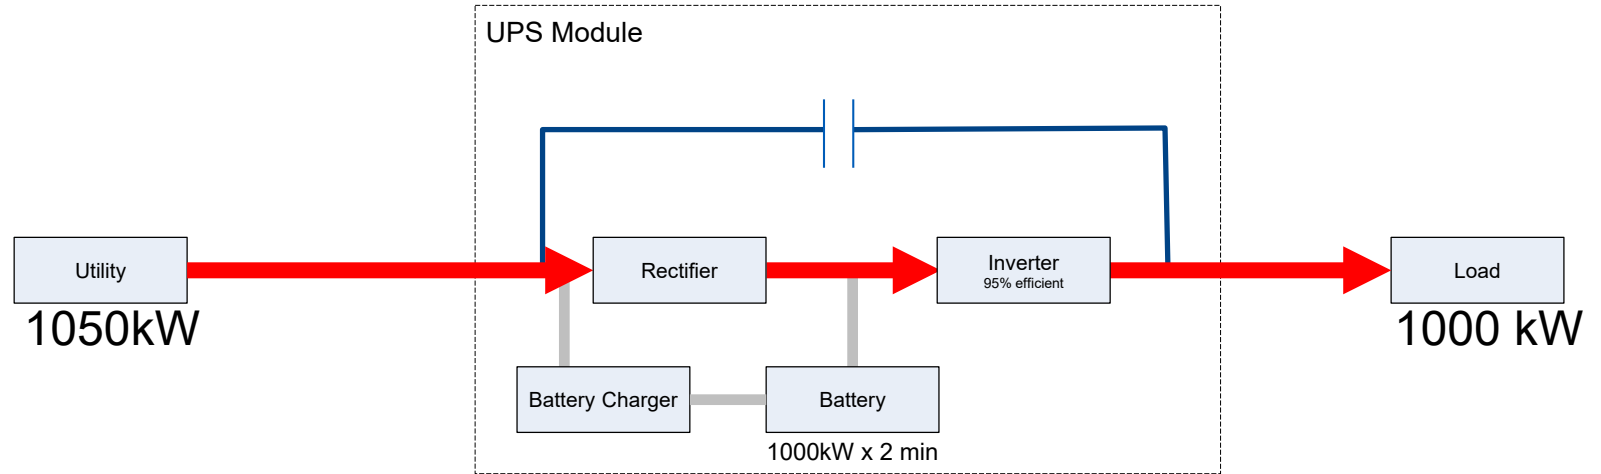 UPS Module
Utility
Rectifier
Inverter
95% efficient
Load
1050kW
1000 kW
Battery Charger
Battery
1000kW x 2 min